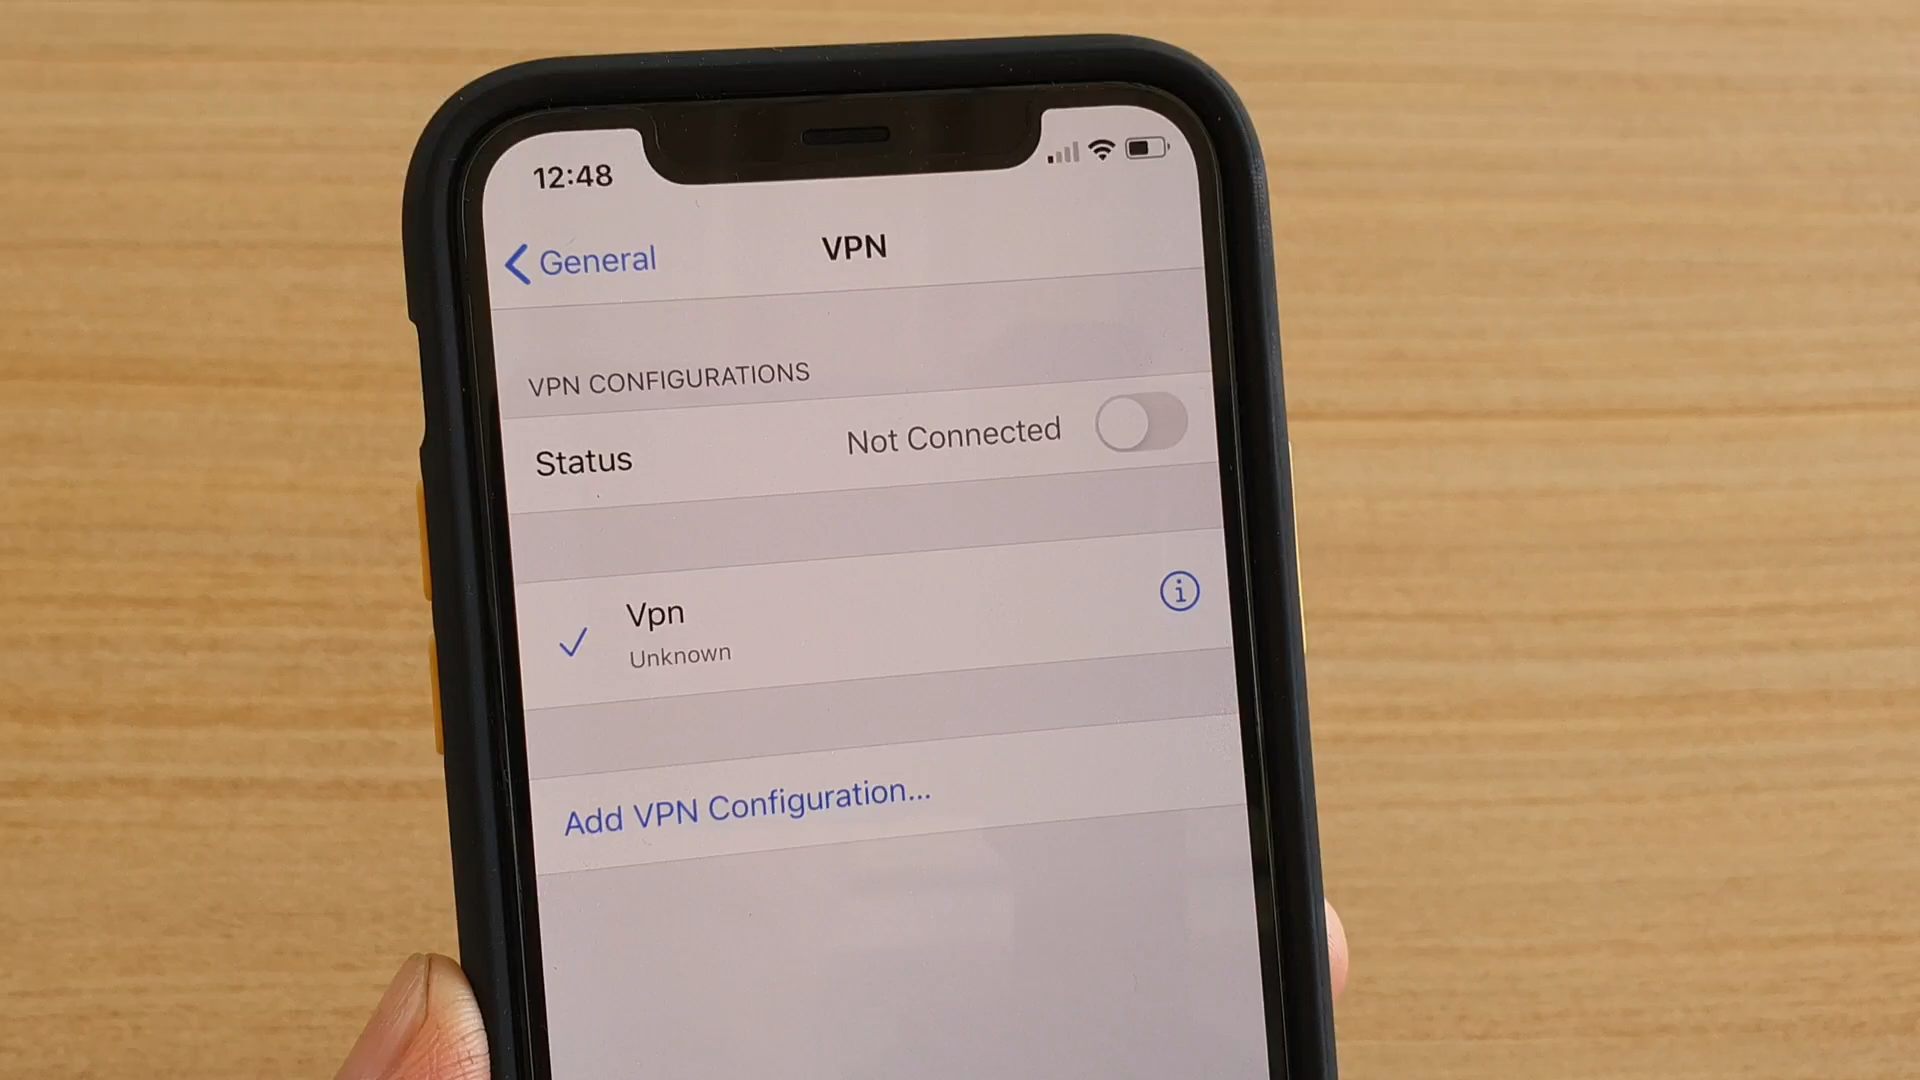 12:48
General
VPN
VPN CONFIGURATIONS
Status
Not Connected
Vpn
Unknown
Add VPN Configuration...